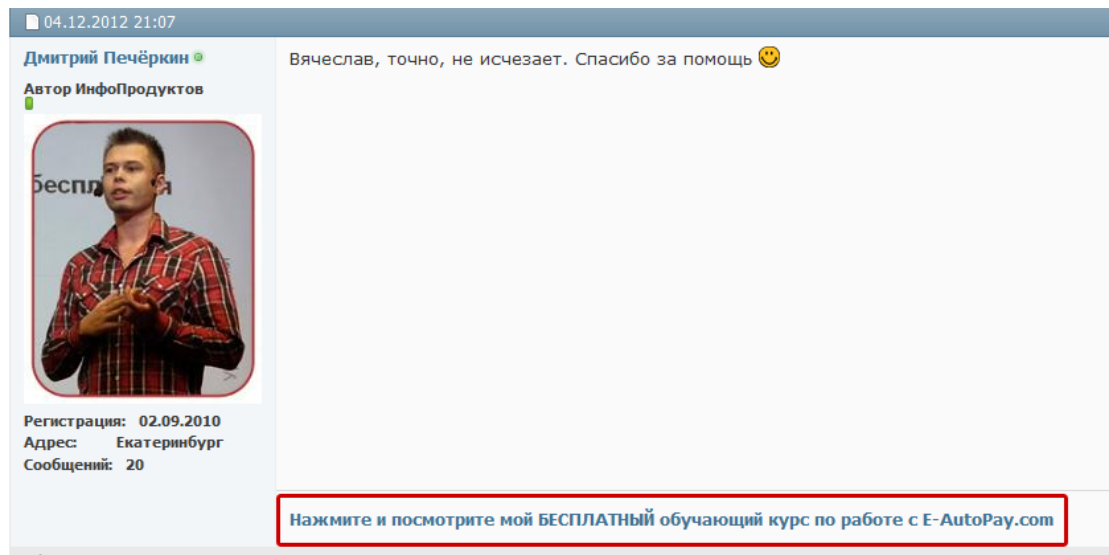 04.12.2012 21:07
Дмитрий Печёркин
Автор ИнфоПродуктов
Вячеслав, точно, не исчезает. Спасибо за помощь
Регистрация: 02.09.2010
Адрес: Екатеринбург
Сообщений: 20
Нажмите и посмотрите мой БЕСПЛАТНЫЙ обучающий курс по работе с E-AutoPay.com